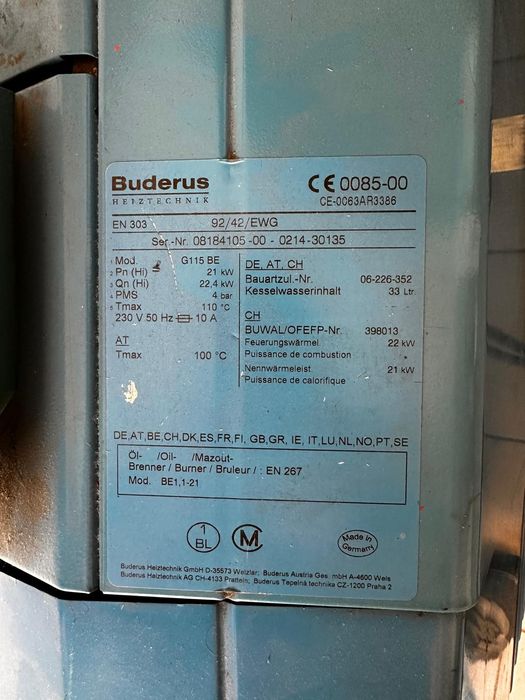 Buderus
HEIZTECHNIK
CE 0085-00
CE-0063AR3386
EN 303 92/42/EWG
Ser.-Nr. 08184105-00 - 0214-30135
1 Mod. G115 BE
2 Pn (Hi) 21 kW
3 Qn (Hi) 22,4 kW
4 PMS 4 bar
5 Tmax 110 °C
230 V 50 Hz 10 A
AT
Tmax 100 °C
DE, AT, CH
Bauartzul.-Nr. 06-226-352
Kesselwasserinhalt 33 Ltr.
CH
BUWAL/OFEFP-Nr. 398013
Feuerungswärmel. 22 kW
Puissance de combustion
Nennwärmeleist 21 kW
Puissance de calorifique
DE,AT,BE,CH,DK,ES,FR,FI, GB,GR, IE, IT,LU,NL,NO,PT,SE
Öl- /Oil- /Mazout-
Brenner / Burner / Bruleur / : EN 267
Mod. BE1,1-21
1
BL
M
Made in
Germany
Buderus Heiztechnik GmbH D-35573 Wetzlar; Buderus Austria Ges. mbH A-4600 Wels
Buderus Heiztechnik AG CH-4133 Pratteln; Buderus Tepelná technika CZ-1200 Praha 2